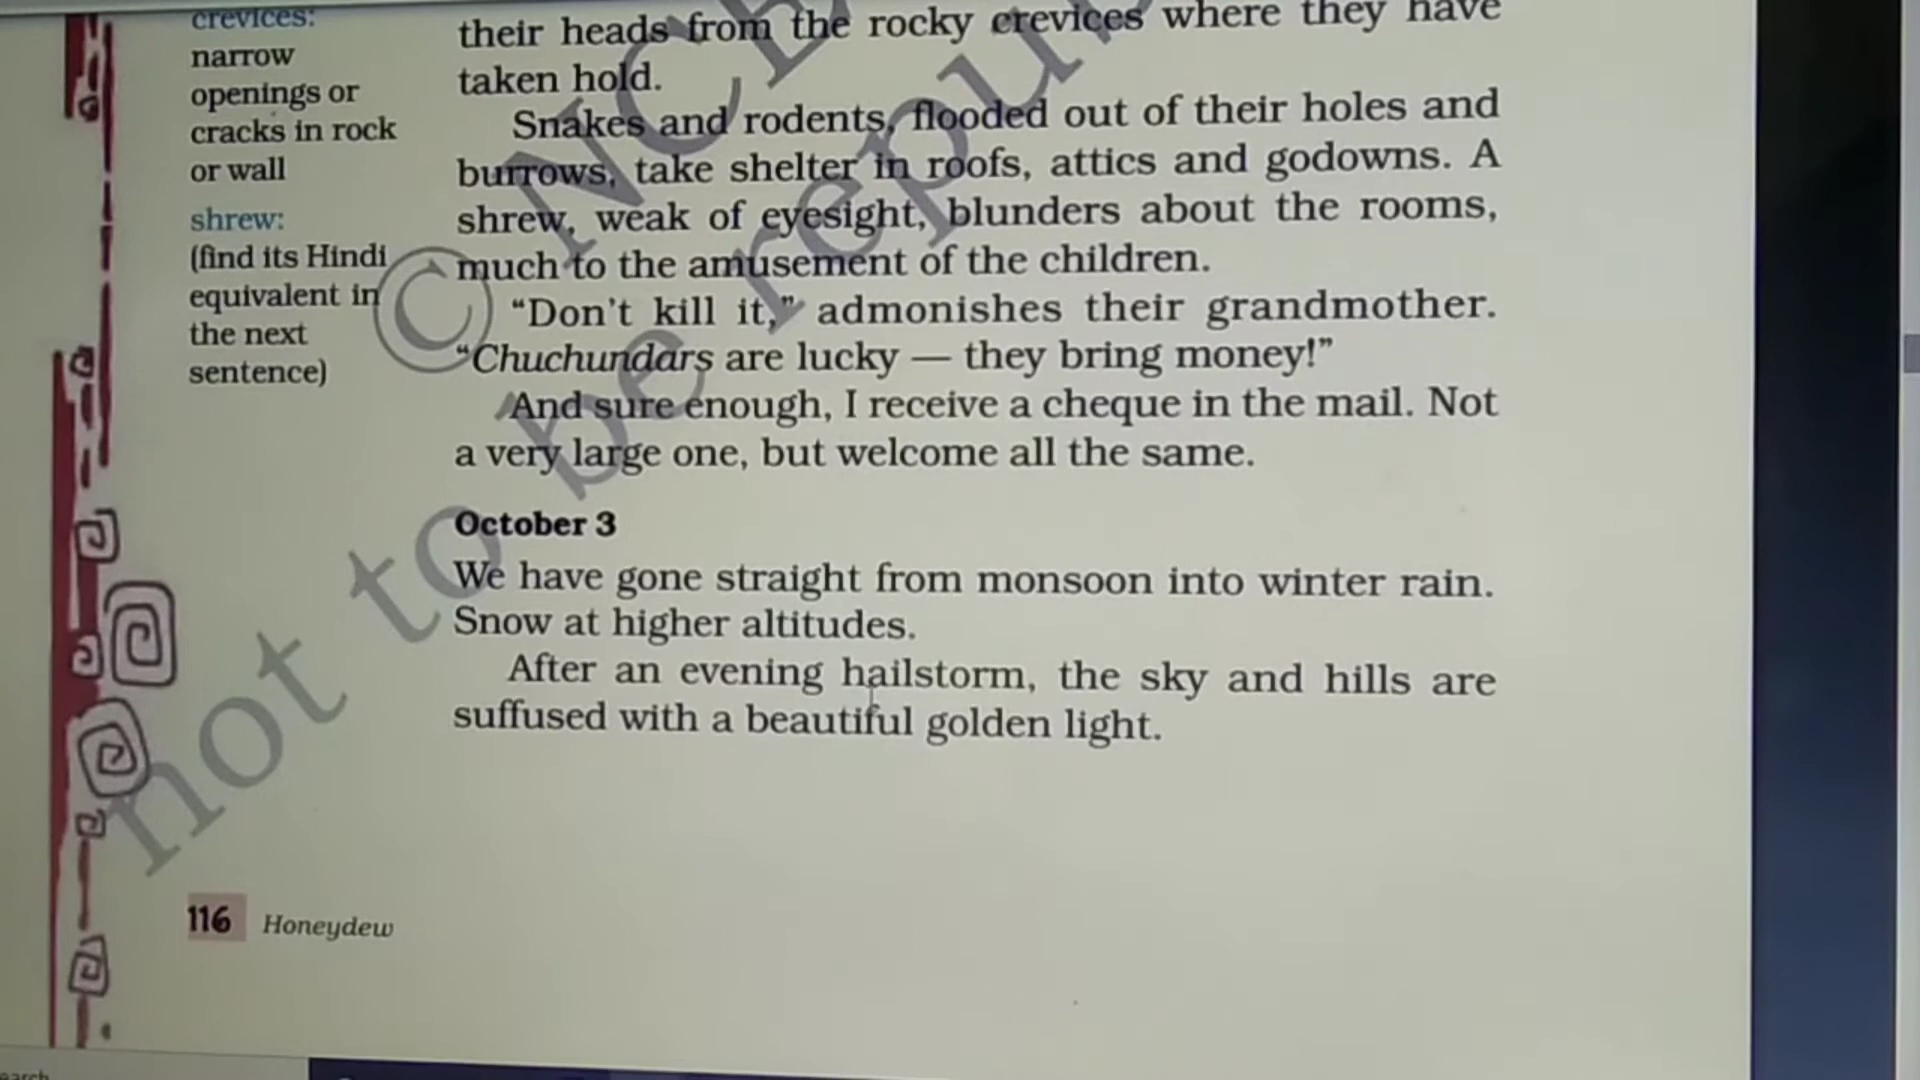 crevices:
narrow
openings or
cracks in rock
or wall
shrew:
(find its Hindi
equivalent in
the next
sentence)
their heads from the rocky crevices where they have
taken hold.
Snakes and rodents, flooded out of their holes and
burrows, take shelter in roofs, attics and godowns. A
shrew, weak of eyesight, blunders about the rooms,
much to the amusement of the children.
“Don't kill it,” admonishes their grandmother.
“Chuchundars are lucky — they bring money!”
And sure enough, I receive a cheque in the mail. Not
a very large one, but welcome all the same.
October 3
We have gone straight from monsoon into winter rain.
Snow at higher altitudes.
After an evening hailstorm, the sky and hills are
suffused with a beautiful golden light.
116 Honeydew
©
not to be